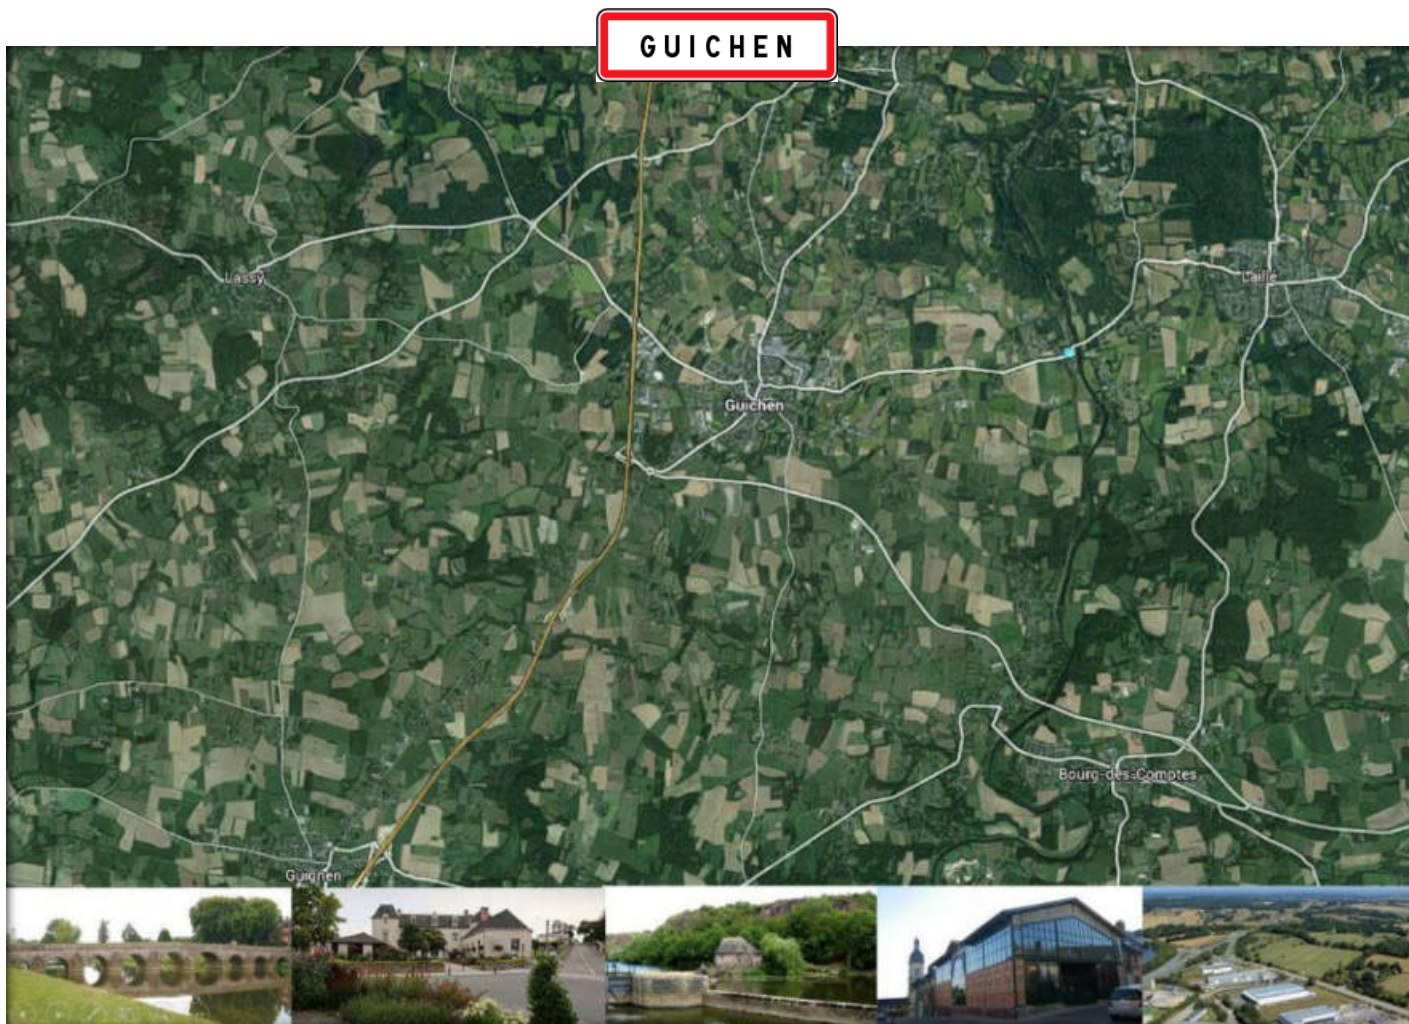 GUICHEN
Lassy
Laillé
Guichen
Bourg-des-Comptes
Guignen